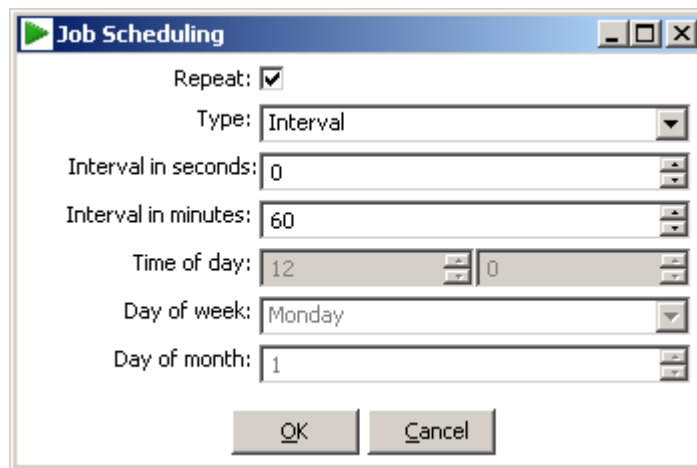 Job Scheduling
Repeat:
Type: Interval
Interval in seconds: 0
Interval in minutes: 60
Time of day: 12 0
Day of week: Monday
Day of month: 1
OK Cancel